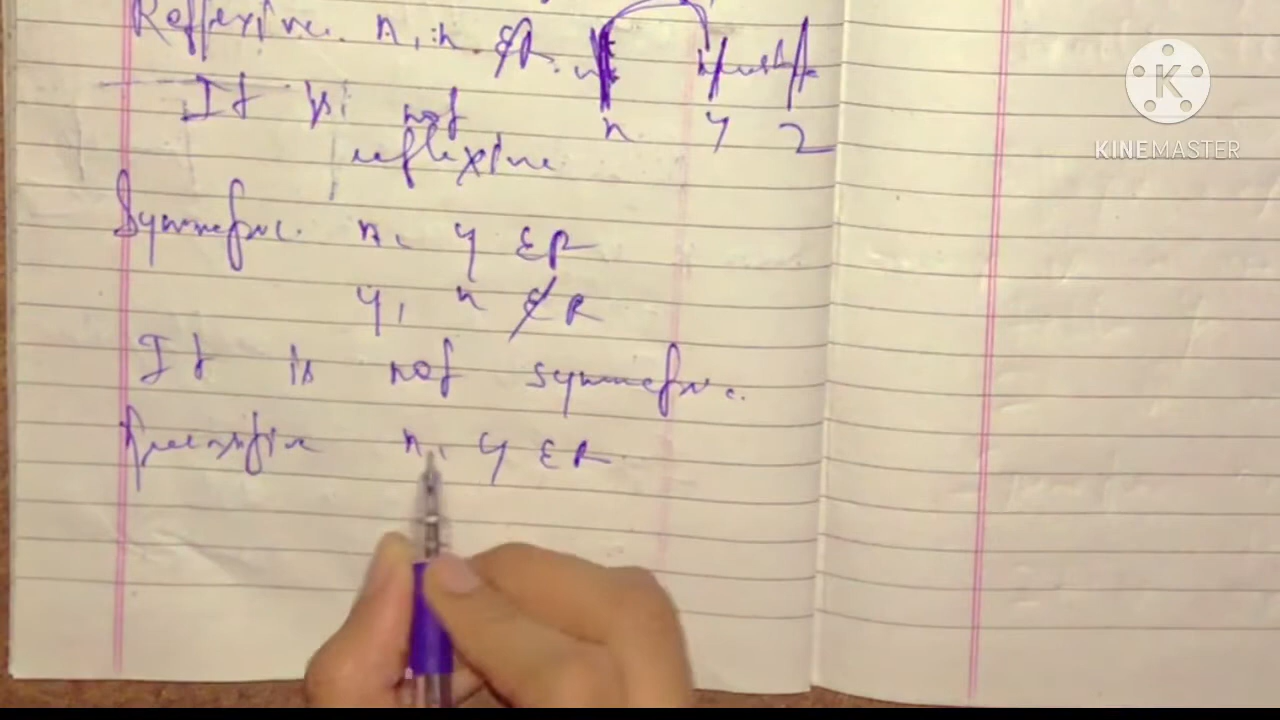 Reflexive. x, x ∉ R.
It is not
reflexive
x y z
Symmetric. x, y ∈ R
y, x ∉ R
It is not symmetric.
Transitive x, y ∈ R
K
KINEMASTER